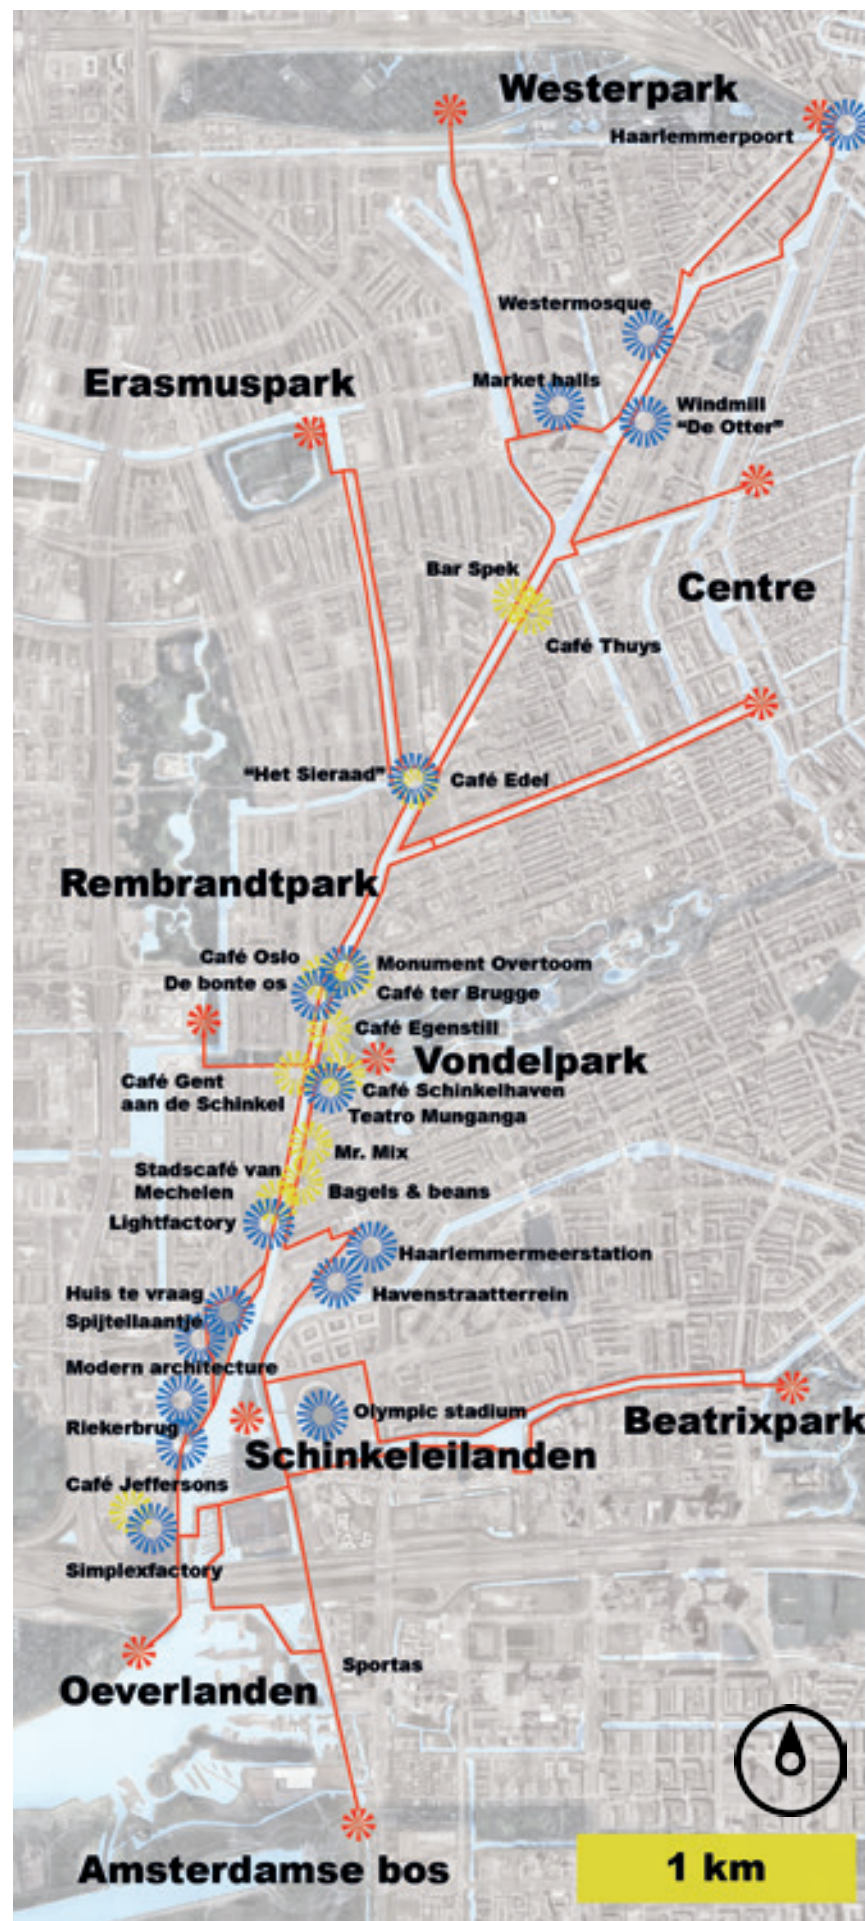 Westerpark
Haarlemmerpoort
Westermosque
Market halls
Erasmuspark
Windmill
“De Otter”
Bar Spek
Centre
Café Thuys
“Het Sieraad”
Café Edel
Rembrandtpark
Café Oslo
Monument Overtoom
De bonte os
Café ter Brugge
Café Egenstill
Vondelpark
Café Gent
aan de Schinkel
Café Schinkelhaven
Teatro Munganga
Mr. Mix
Stadscafé van
Mechelen
Bagels & beans
Lightfactory
Haarlemmermeerstation
Huis te vraag
Havenstraatterrein
Spijtellaantje
Modern architecture
Olympic stadium
Beatrixpark
Riekerbrug
Schinkeleilanden
Café Jeffersons
Simplexfactory
Sportas
Oeverlanden
Amsterdamse bos
1 km